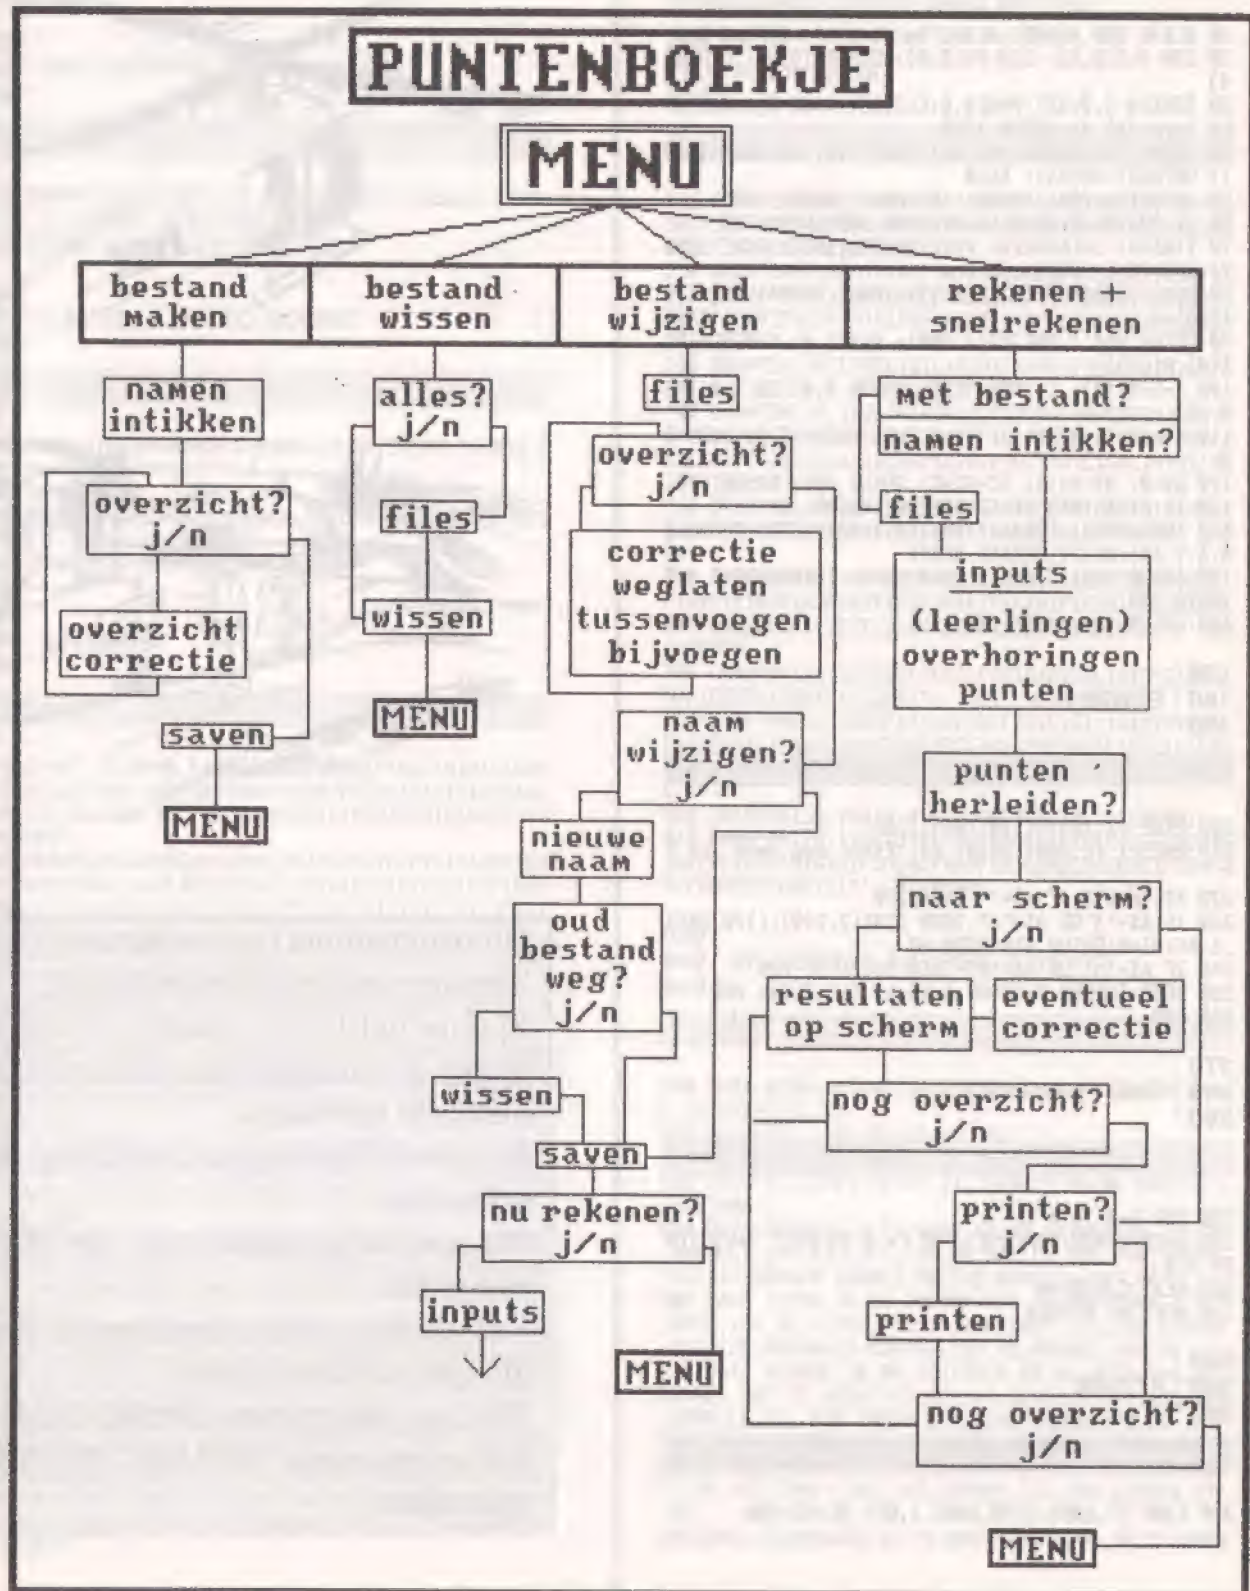 PUNTENBOEKJE
MENU
bestand
maken
bestand
wissen
bestand
wijzigen
rekenen +
snelrekenen
namen
intikken
overzicht?
j/n
overzicht
correctie
saven
MENU
alles?
j/n
files
wissen
MENU
files
overzicht?
j/n
correctie
weglaten
tussenvoegen
bijvoegen
naam
wijzigen?
j/n
nieuwe
naam
oud
bestand
weg?
j/n
wissen
saven
nu rekenen?
j/n
inputs
MENU
met bestand?
namen intikken?
files
inputs
(leerlingen)
overhoringen
punten
punten
herleiden?
naar scherm?
j/n
resultaten
op scherm
eventueel
correctie
nog overzicht?
j/n
printen?
j/n
printen
nog overzicht?
j/n
MENU